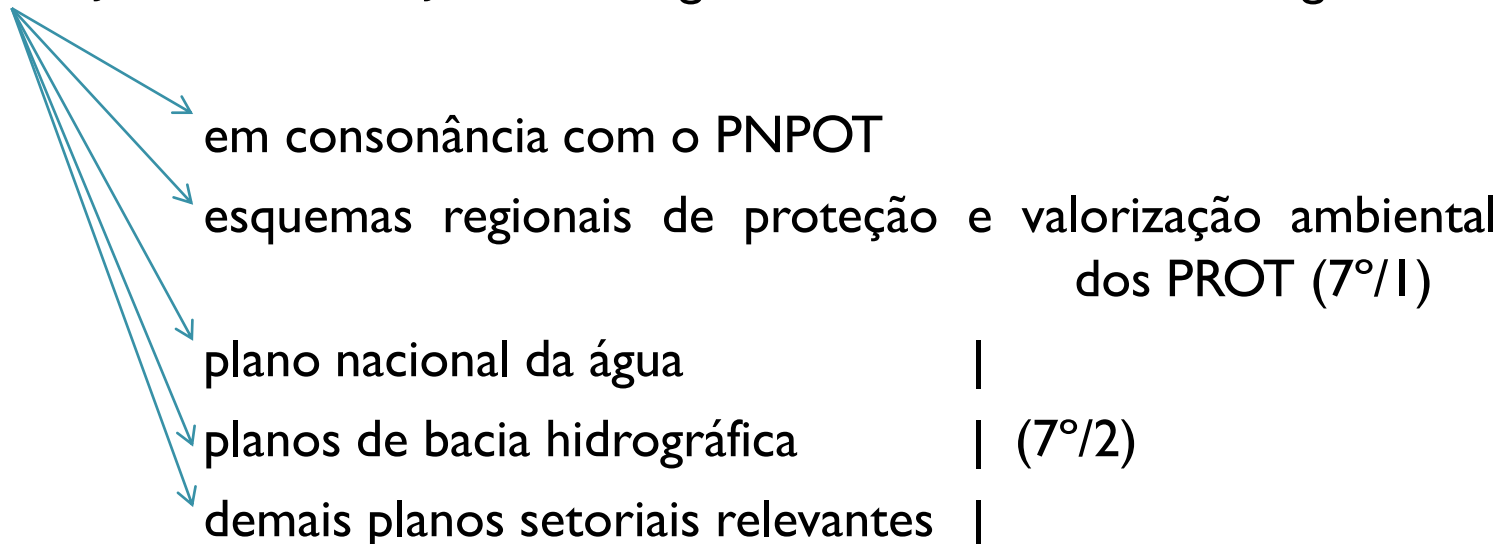 em consonância com o PNPOT
esquemas regionais de proteção e valorização ambiental
dos PROT (7º/1)
plano nacional da água |
planos de bacia hidrográfica | (7º/2)
demais planos setoriais relevantes |